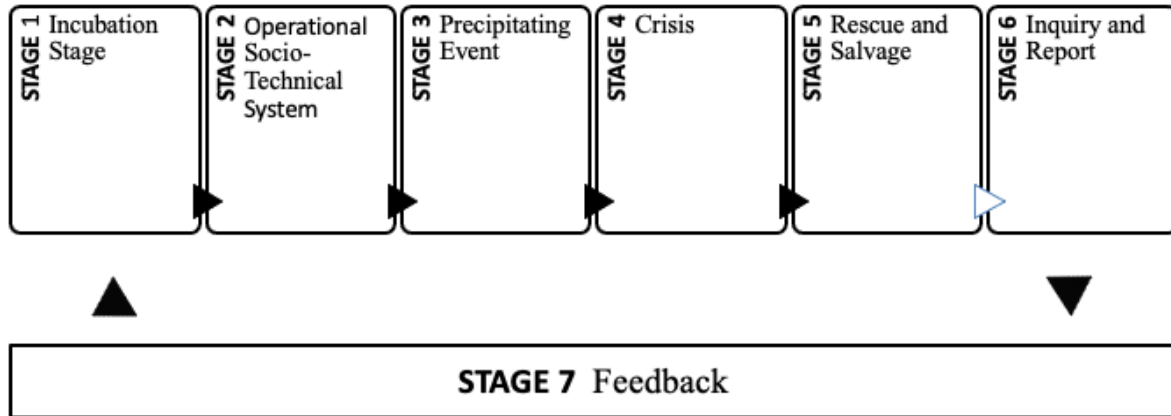 STAGE 1 Incubation
Stage
STAGE 2 Operational
Socio-
Technical
System
STAGE 3 Precipitating
Event
STAGE 4 Crisis
STAGE 5 Rescue and
Salvage
STAGE 6 Inquiry and
Report
STAGE 7 Feedback